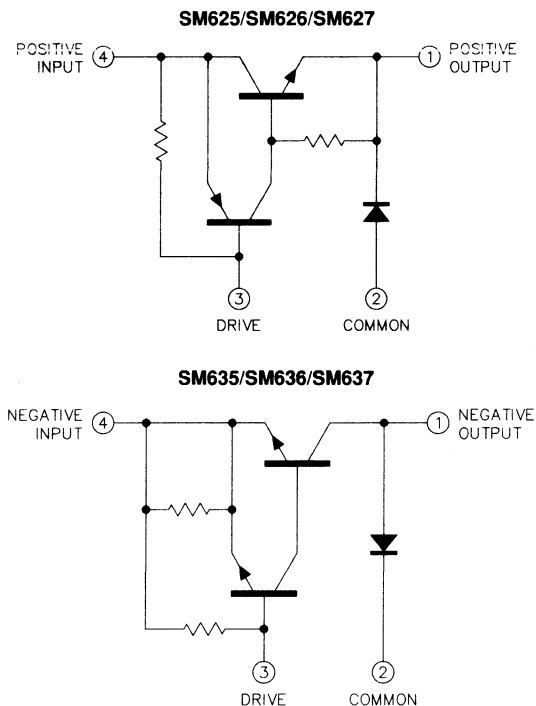 SM625/SM626/SM627
POSITIVE
INPUT
4
1
POSITIVE
OUTPUT
3
2
DRIVE
COMMON
SM635/SM636/SM637
NEGATIVE
INPUT
4
1
NEGATIVE
OUTPUT
3
2
DRIVE
COMMON